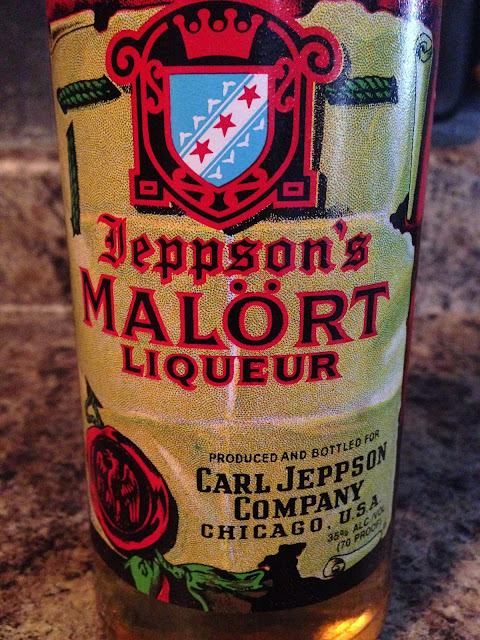 Jeppson's
MALÖRT
LIQUEUR
PRODUCED AND BOTTLED FOR
CARL JEPPSON
COMPANY
CHICAGO, U.S.A.
35% ALC./VOL
(70 PROOF)